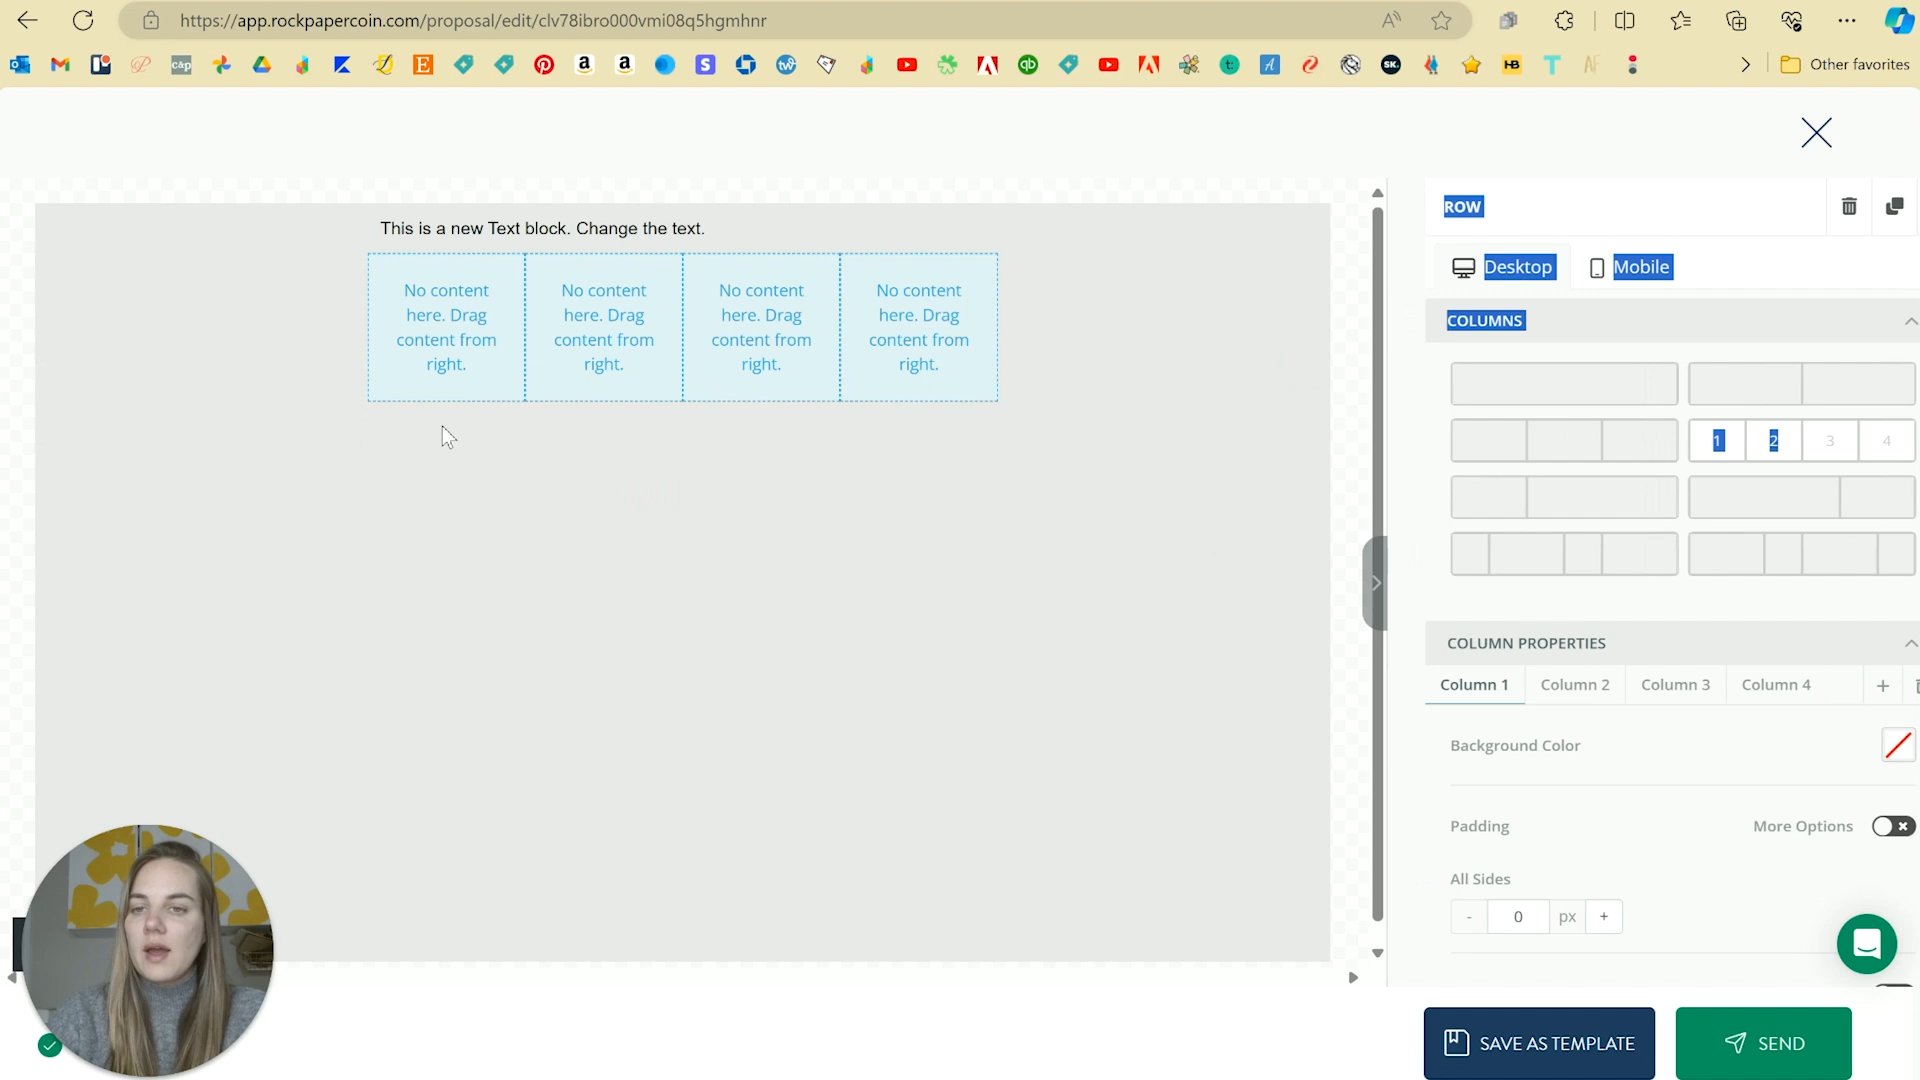 https://app.rockpapercoin.com/proposal/edit/clv78ibro000vmi08q5hgmhnr
Other favorites
This is a new Text block. Change the text.
No content here. Drag content from right.
No content here. Drag content from right.
No content here. Drag content from right.
No content here. Drag content from right.
ROW
Desktop
Mobile
COLUMNS
1 2 3 4
COLUMN PROPERTIES
Column 1 Column 2 Column 3 Column 4 +
Background Color
Padding
More Options
All Sides
- 0 px +
SAVE AS TEMPLATE
SEND